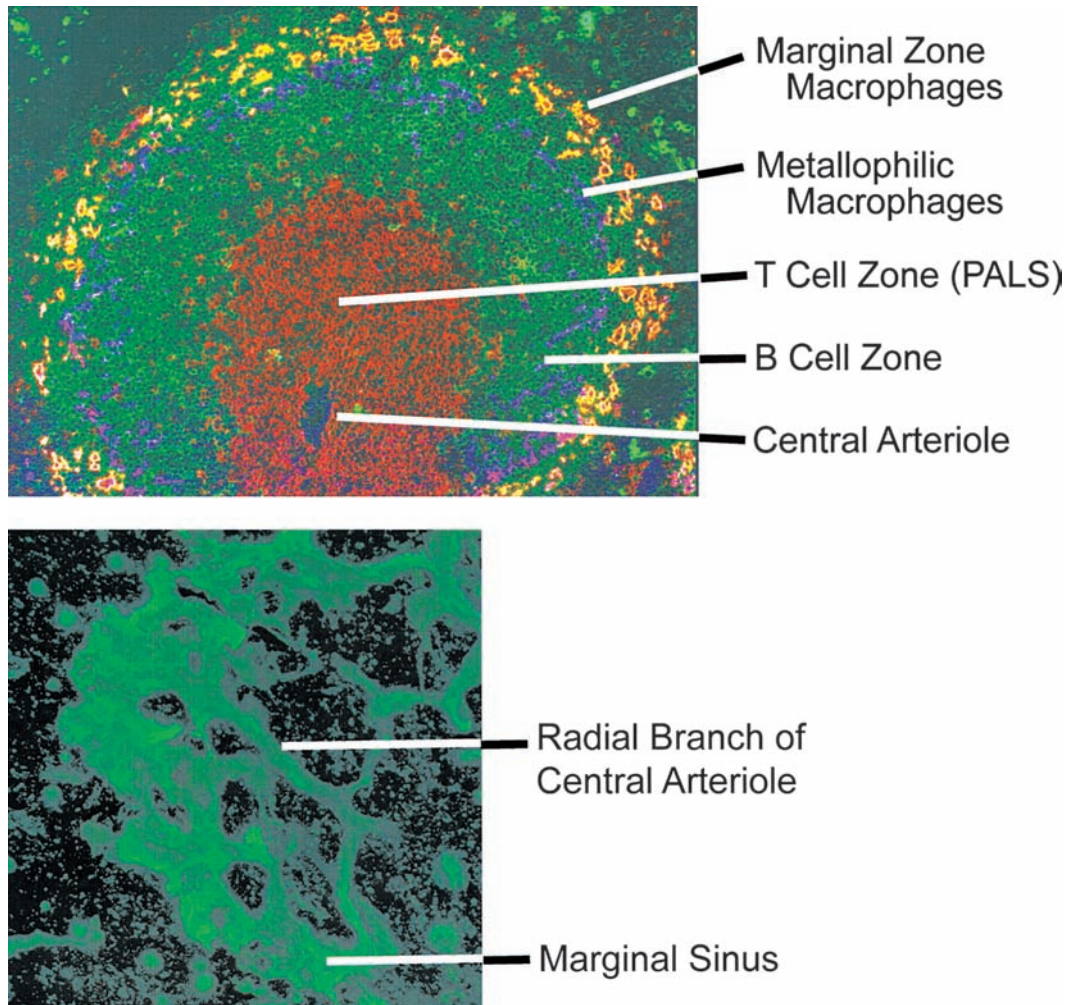 Marginal Zone
Macrophages
Metallophilic
Macrophages
T Cell Zone (PALS)
B Cell Zone
Central Arteriole
Radial Branch of
Central Arteriole
Marginal Sinus